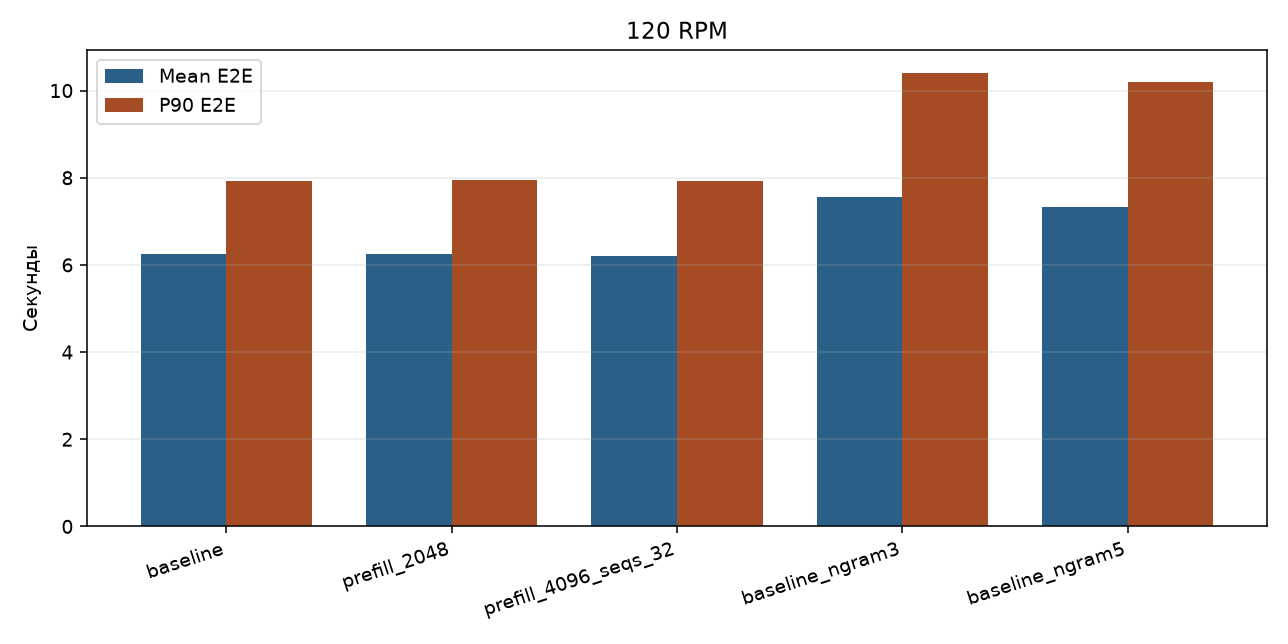 120 RPM
Mean E2E
P90 E2E
Секунды
10
8
6
4
2
0
baseline
prefill_2048
prefill_4096_seqs_32
baseline_ngram3
baseline_ngram5